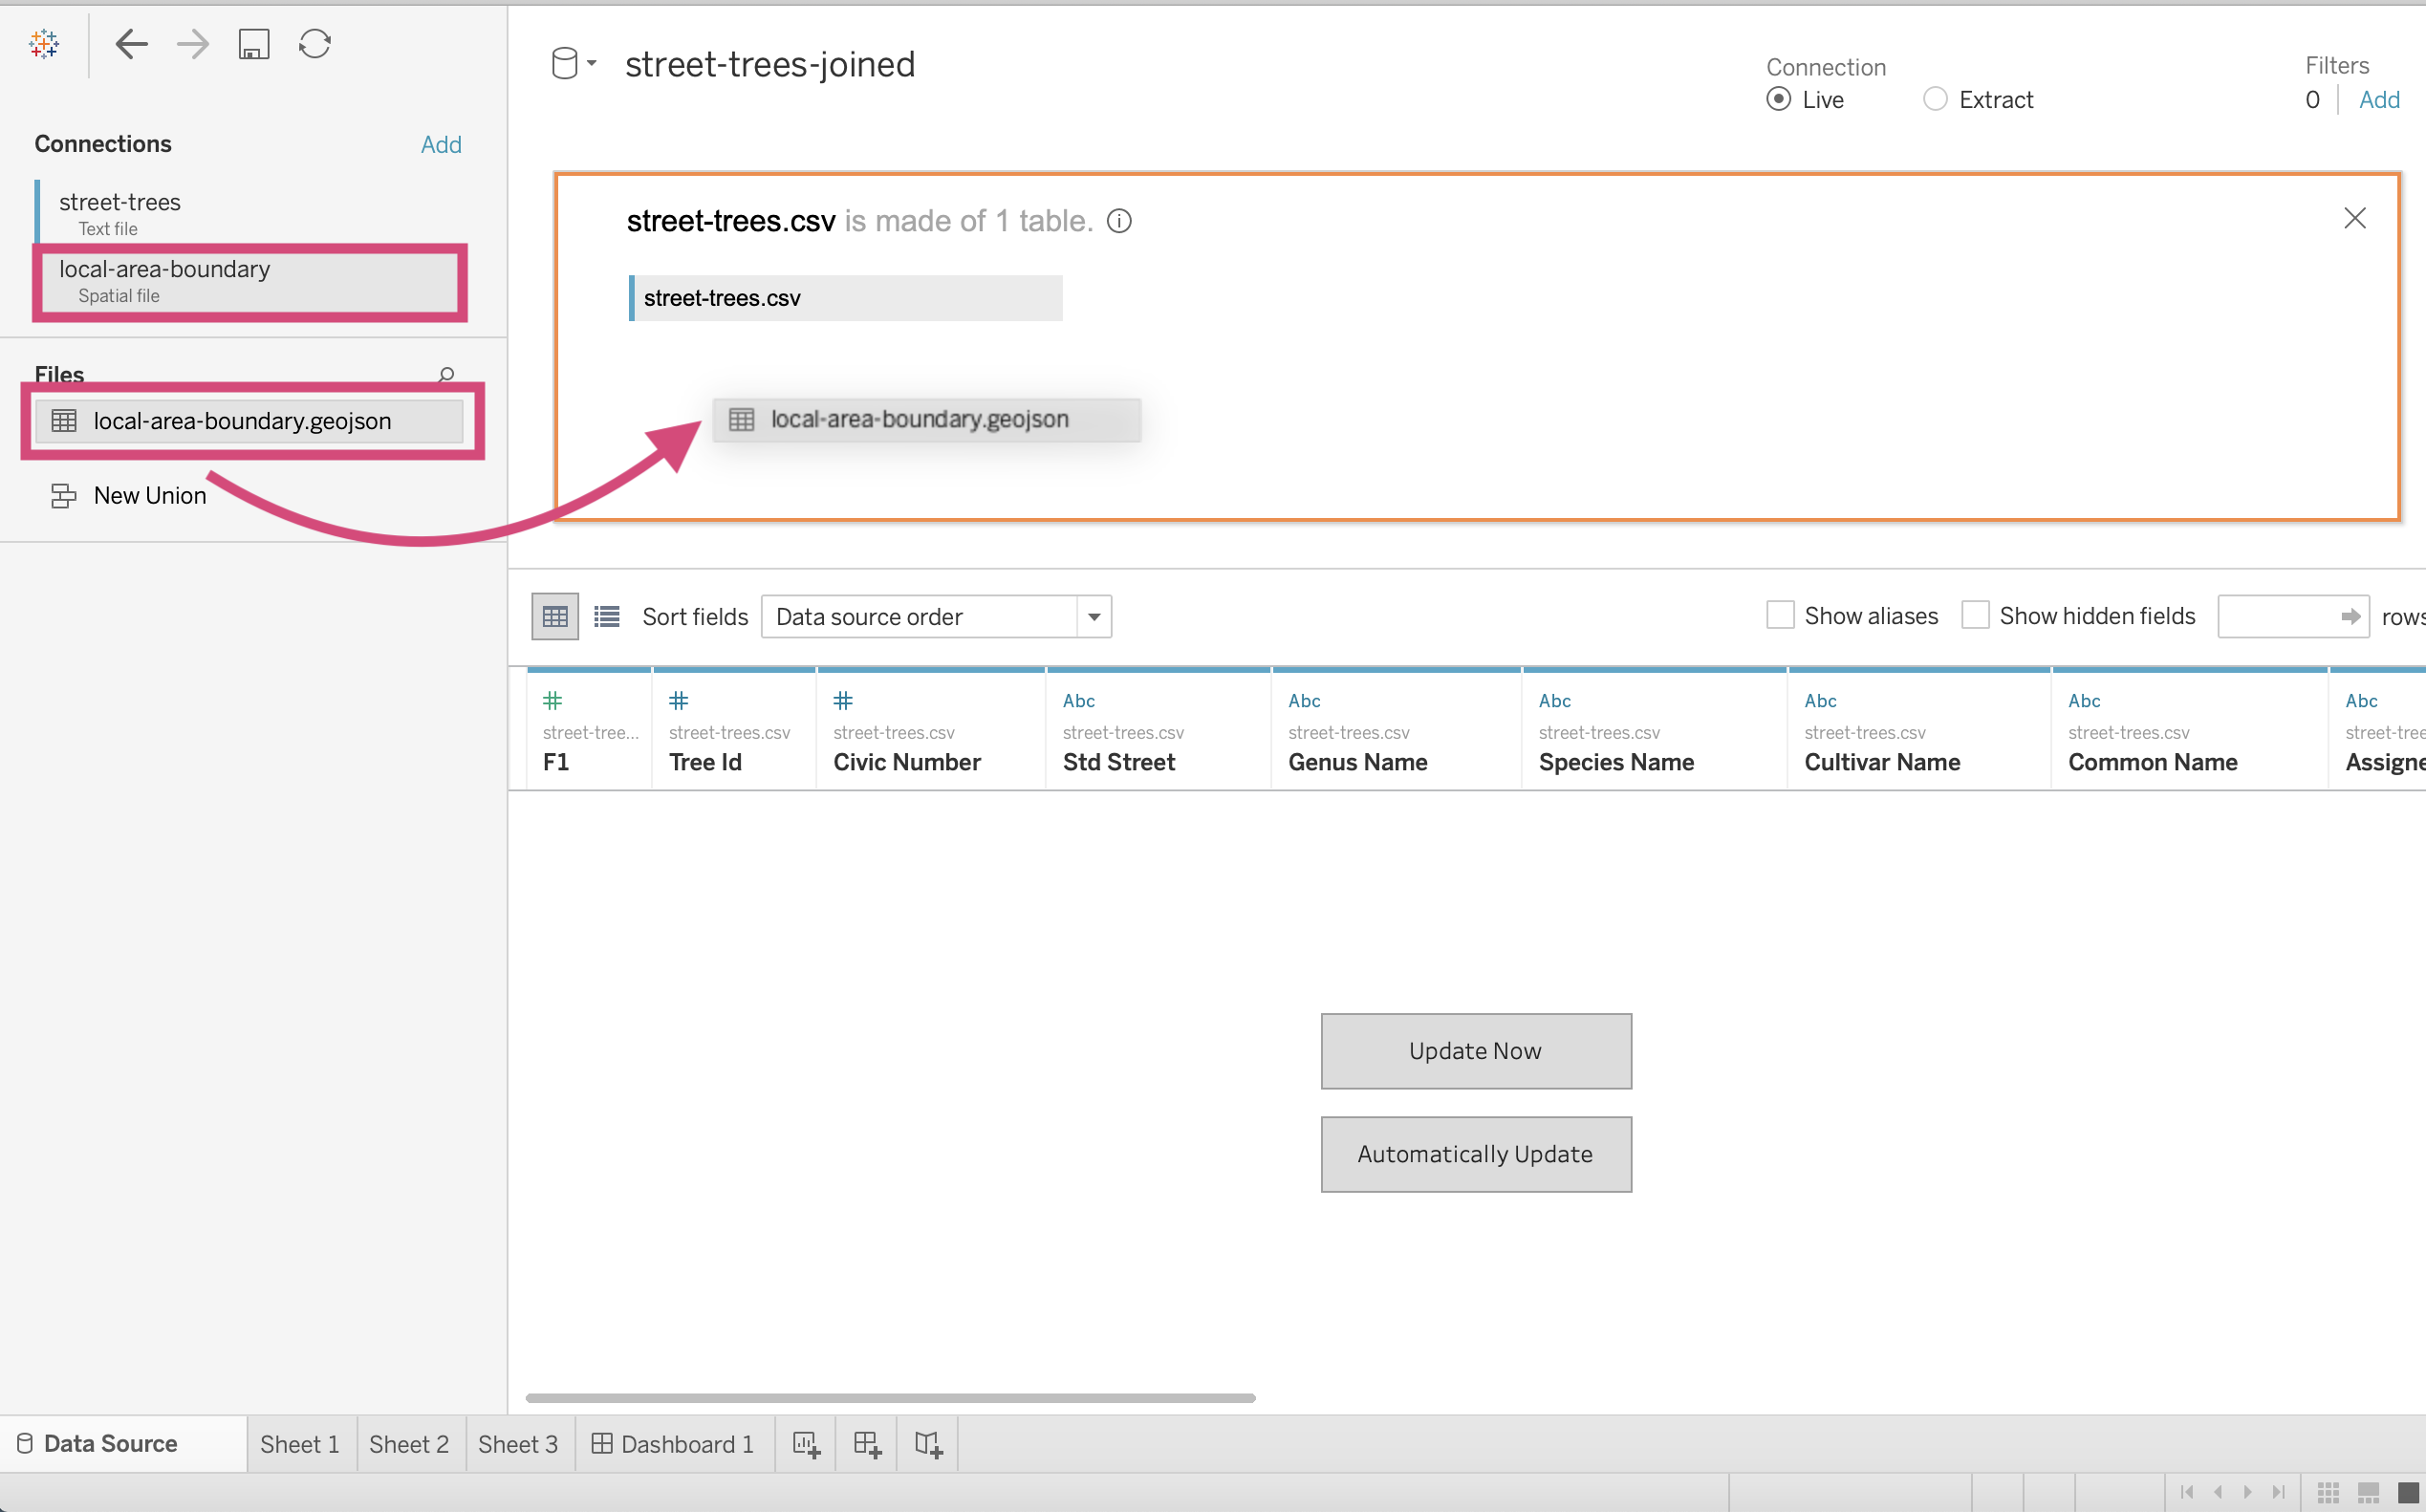 street-trees-joined
Connection
Live
Extract
Filters
0
Add
Connections
Add
street-trees
Text file
local-area-boundary
Spatial file
Files
local-area-boundary.geojson
New Union
street-trees.csv is made of 1 table.
street-trees.csv
local-area-boundary.geojson
Sort fields
Data source order
Show aliases
Show hidden fields
rows
# # # Abc Abc Abc Abc Abc Abc
street-tree... street-trees.csv street-trees.csv street-trees.csv street-trees.csv street-trees.csv street-trees.csv street-trees.csv street-tree
F1 Tree Id Civic Number Std Street Genus Name Species Name Cultivar Name Common Name Assigne
Update Now
Automatically Update
Data Source
Sheet 1
Sheet 2
Sheet 3
Dashboard 1